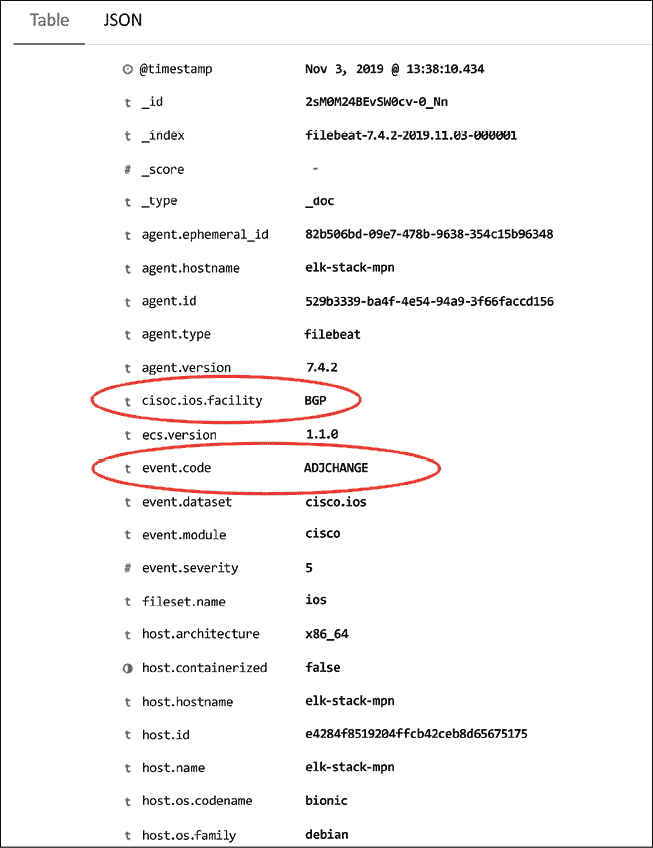 Table JSON
@timestamp Nov 3, 2019 @ 13:38:10.434
t _id 2sM0M24BEvSW0cv-0_Nn
t _index filebeat-7.4.2-2019.11.03-000001
# _score -
t _type _doc
t agent.ephemeral_id 82b506bd-09e7-478b-9638-354c15b96348
t agent.hostname elk-stack-mpn
t agent.id 529b3339-ba4f-4e54-94a9-3f66faccd156
t agent.type filebeat
t agent.version 7.4.2
t cisoc.ios.facility BGP
t ecs.version 1.1.0
t event.code ADJCHANGE
t event.dataset cisco.ios
t event.module cisco
# event.severity 5
t fileset.name ios
t host.architecture x86_64
host.containerized false
t host.hostname elk-stack-mpn
t host.id e4284f8519204ffcb42ceb8d65675175
t host.name elk-stack-mpn
t host.os.codename bionic
t host.os.family debian